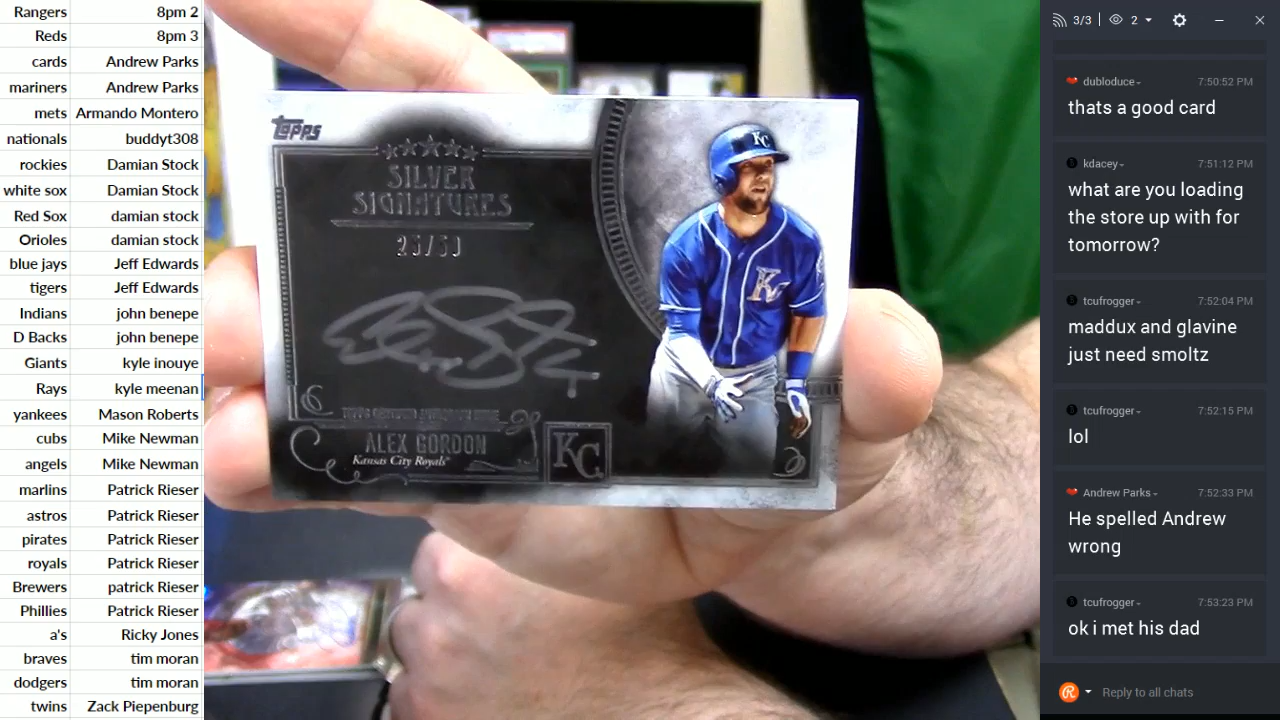 Rangers 8pm 2
Reds 8pm 3
cards Andrew Parks
mariners Andrew Parks
mets Armando Montero
nationals buddyt308
rockies Damian Stock
white sox Damian Stock
Red Sox damian stock
Orioles damian stock
blue jays Jeff Edwards
tigers Jeff Edwards
Indians john benepe
D Backs john benepe
Giants kyle inouye
Rays kyle meenan
yankees Mason Roberts
cubs Mike Newman
angels Mike Newman
marlins Patrick Rieser
astros Patrick Rieser
pirates Patrick Rieser
royals Patrick Rieser
Brewers patrick Rieser
Phillies Patrick Rieser
a's Ricky Jones
braves tim moran
dodgers tim moran
twins Zack Piepenburg
TOPPS
SILVER
SIGNATURES
TOPPS CERTIFIED AUTOGRAPH ISSUE
ALEX GORDON
Kansas City Royals™
KC
KC
KC
3/3 2
dubloduce 7:50:52 PM
thats a good card
kdacey 7:51:12 PM
what are you loading
the store up with for
tomorrow?
tcufrogger 7:52:04 PM
maddux and glavine
just need smoltz
tcufrogger 7:52:15 PM
lol
Andrew Parks 7:52:33 PM
He spelled Andrew
wrong
tcufrogger 7:53:23 PM
ok i met his dad
R Reply to all chats